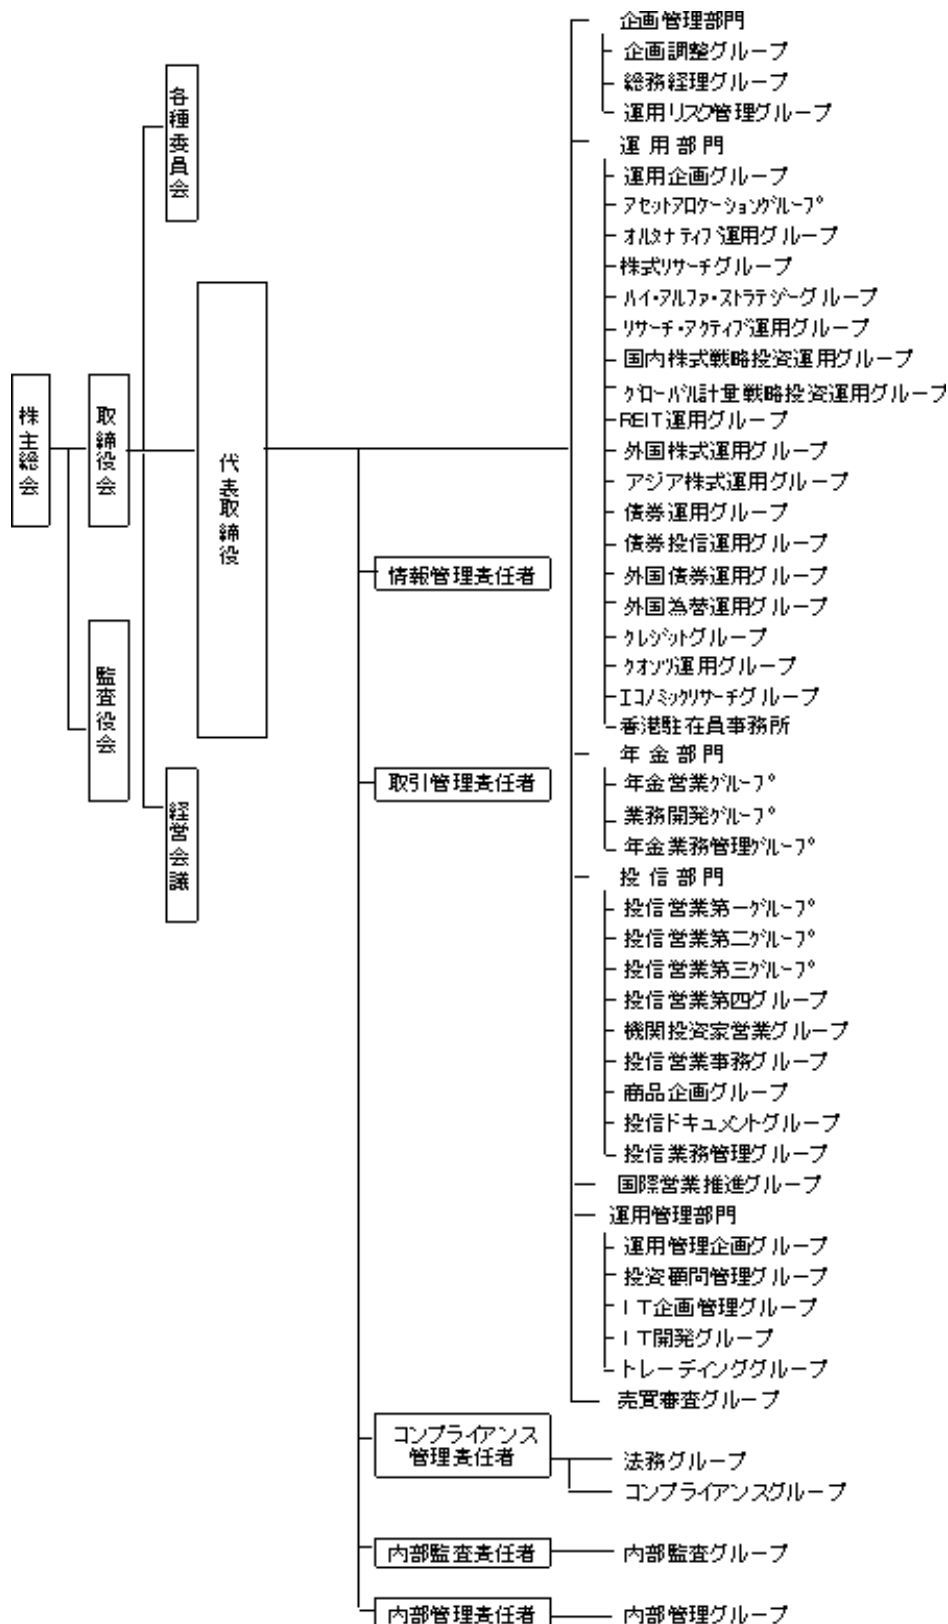 株主総会
取締役会
監査役会
各種委員会
経営会議
代表取締役
情報管理責任者
取引管理責任者
コンプライアンス
管理責任者
内部監査責任者
内部管理責任者
企画管理部門
企画調整グループ
総務経理グループ
運用リスク管理グループ
運用部門
運用企画グループ
アセットアロケーショングループ
オルタナティブ運用グループ
株式リサーチグループ
ハイ・アルファ・ストラテジーグループ
リサーチ・アクティブ運用グループ
国内株式戦略投資運用グループ
グローバル計量戦略投資運用グループ
REIT運用グループ
外国株式運用グループ
アジア株式運用グループ
債券運用グループ
債券投信運用グループ
外国債券運用グループ
外国為替運用グループ
クレジットグループ
クオンツ運用グループ
エコノミックリサーチグループ
香港駐在員事務所
年金部門
年金営業グループ
業務開発グループ
年金業務管理グループ
投信部門
投信営業第一グループ
投信営業第二グループ
投信営業第三グループ
投信営業第四グループ
機関投資家営業グループ
投信営業事務グループ
商品企画グループ
投信ドキュメントグループ
投信業務管理グループ
国際営業推進グループ
運用管理部門
運用管理企画グループ
投資顧問管理グループ
IT企画管理グループ
IT開発グループ
トレーディンググループ
売買審査グループ
法務グループ
コンプライアンスグループ
内部監査グループ
内部管理グループ